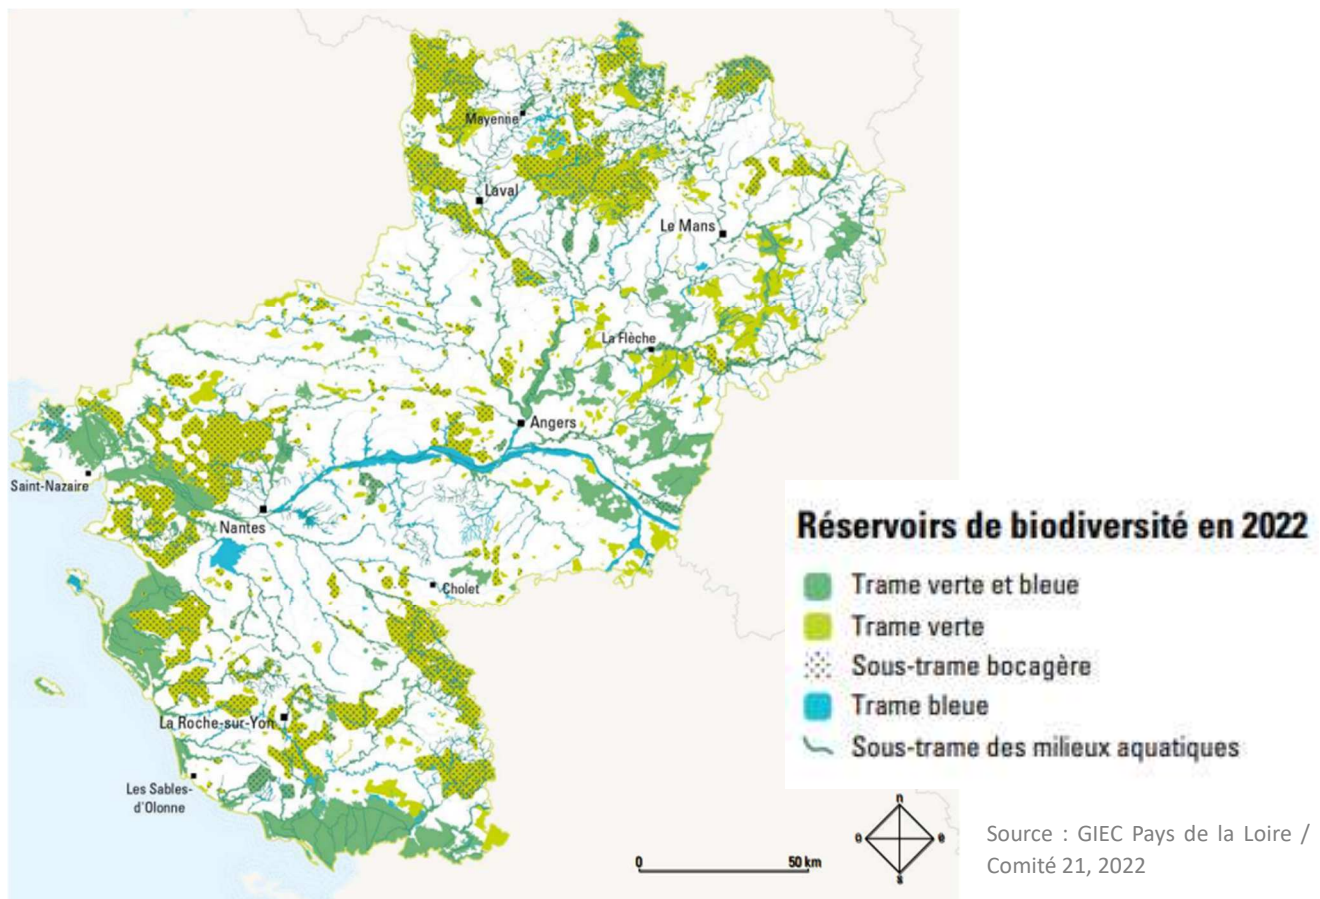 Mayenne
Laval
Le Mans
La Flèche
Angers
Saint-Nazaire
Nantes
Cholet
La Roche-sur-Yon
Les Sables-
d'Olonne
Réservoirs de biodiversité en 2022
Trame verte et bleue
Trame verte
Sous-trame bocagère
Trame bleue
Sous-trame des milieux aquatiques
n
o
e
s
0
50 km
Source : GIEC Pays de la Loire /
Comité 21, 2022